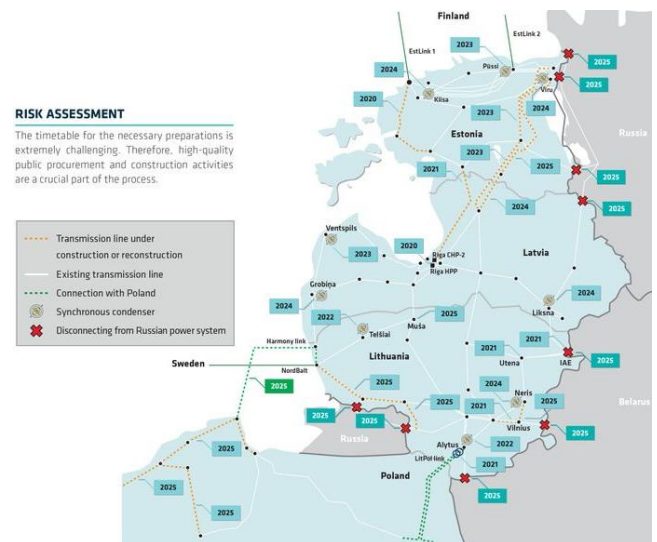 Finland
EstLink 2
EstLink 1
2023
2025
Püssi
2024
2025
Kiisa
Viru
2020
2023
2024
RISK ASSESSMENT
The timetable for the necessary preparations is
extremely challenging. Therefore, high-quality
public procurement and construction activities
are a crucial part of the process.
Estonia
Russia
2023
2021
2025
2025
2024
2025
Transmission line under
construction or reconstruction
Existing transmission line
Connection with Poland
Synchronous condenser
Disconnecting from Russian power system
Ventspils
2023
2020
Riga CHP-2
Riga HPP
Latvia
Grobiņa
2024
2024
Liksna
2022
2025
Telšiai
Muša
Harmony link
2021
2021
Lithuania
Utena
IAE
2025
Sweden
NordBalt
2025
2025
2024
Neris
Belarus
2025
2025
2021
2025
2025
Vilnius
2025
Russia
Alytus
2022
2025
LitPol link
2021
Poland
2025
2025
2025